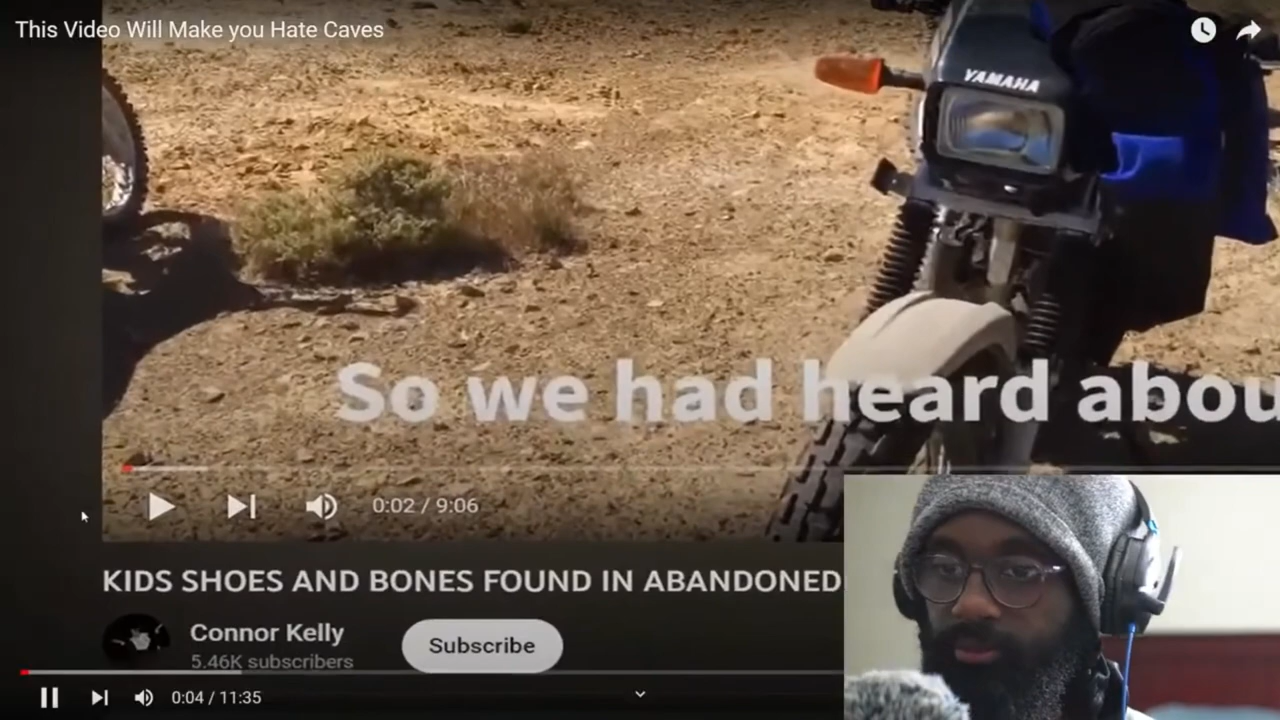 This Video Will Make you Hate Caves
YAMAHA
So we had heard abou
0:02 / 9:06
KIDS SHOES AND BONES FOUND IN ABANDONED
Connor Kelly
5.46K subscribers
Subscribe
0:04 / 11:35